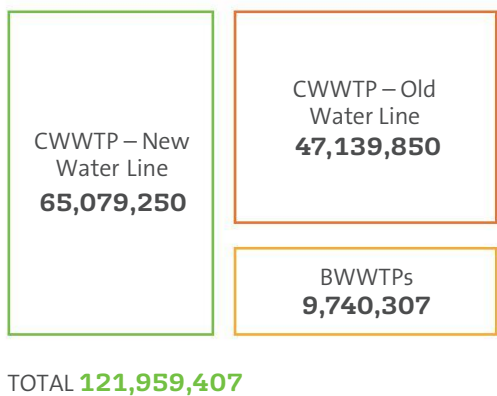 CWWTP – New
Water Line
65,079,250
CWWTP – Old
Water Line
47,139,850
BWWTPs
9,740,307
TOTAL 121,959,407